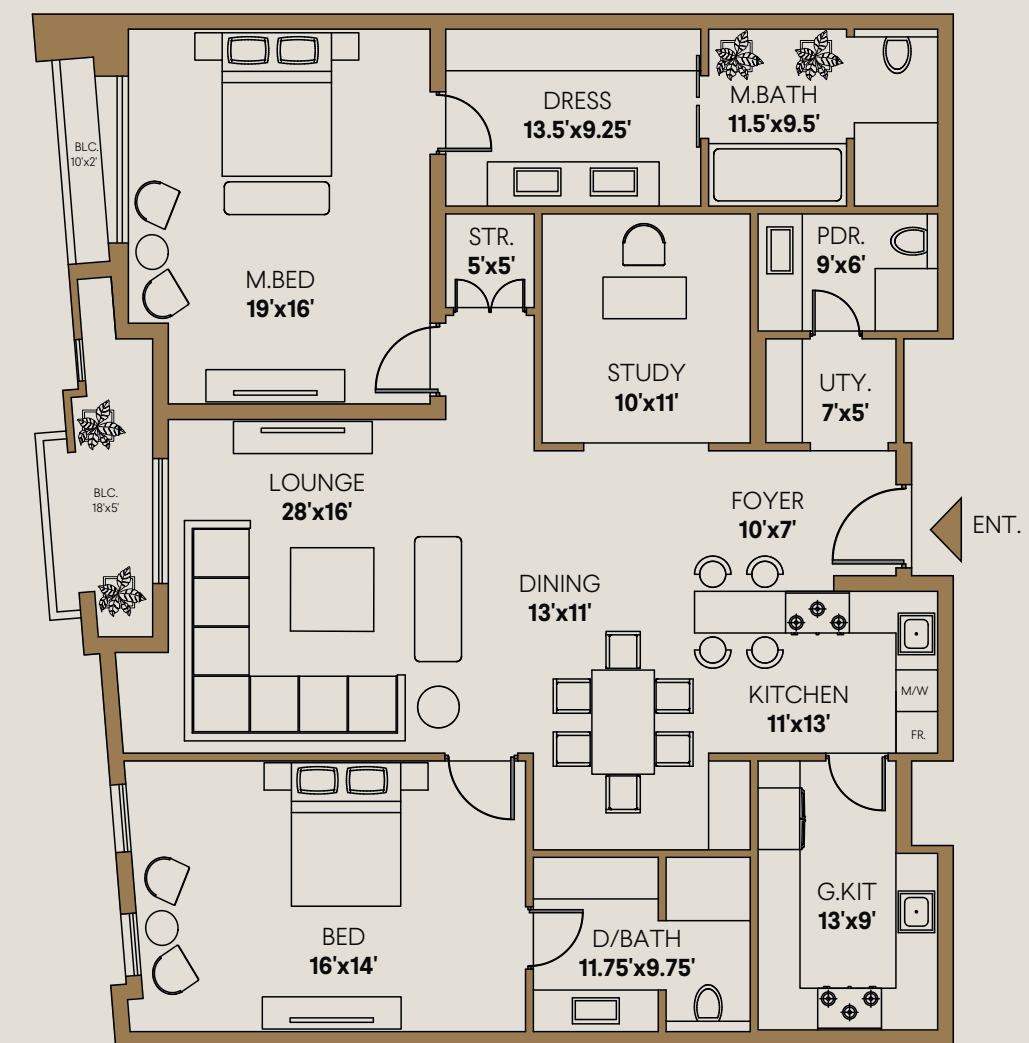 DRESS
13.5'x9.25'
M.BATH
11.5'x9.5'
BLC.
10'x2'
STR.
5'x5'
PDR.
9'x6'
M.BED
19'x16'
STUDY
10'x11'
UTY.
7'x5'
LOUNGE
28'x16'
BLC.
18'x5'
FOYER
10'x7'
ENT.
DINING
13'x11'
KITCHEN
11'x13'
M/W
FR.
G.KIT
13'x9'
BED
16'x14'
D/BATH
11.75'x9.75'